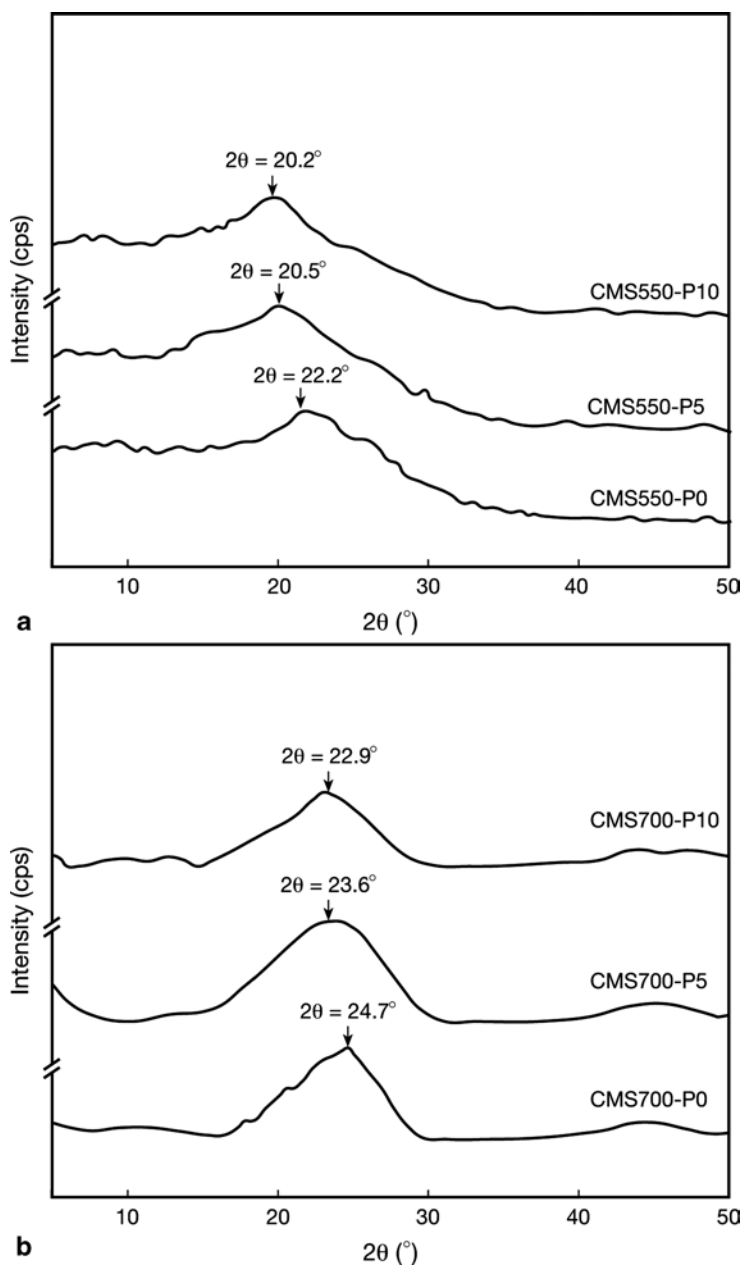 2θ = 20.2°
CMS550-P10
2θ = 20.5°
CMS550-P5
2θ = 22.2°
CMS550-P0
Intensity (cps)
10 20 30 40 50
a
2θ (°)
2θ = 22.9°
CMS700-P10
2θ = 23.6°
CMS700-P5
2θ = 24.7°
CMS700-P0
Intensity (cps)
10 20 30 40 50
b
2θ (°)